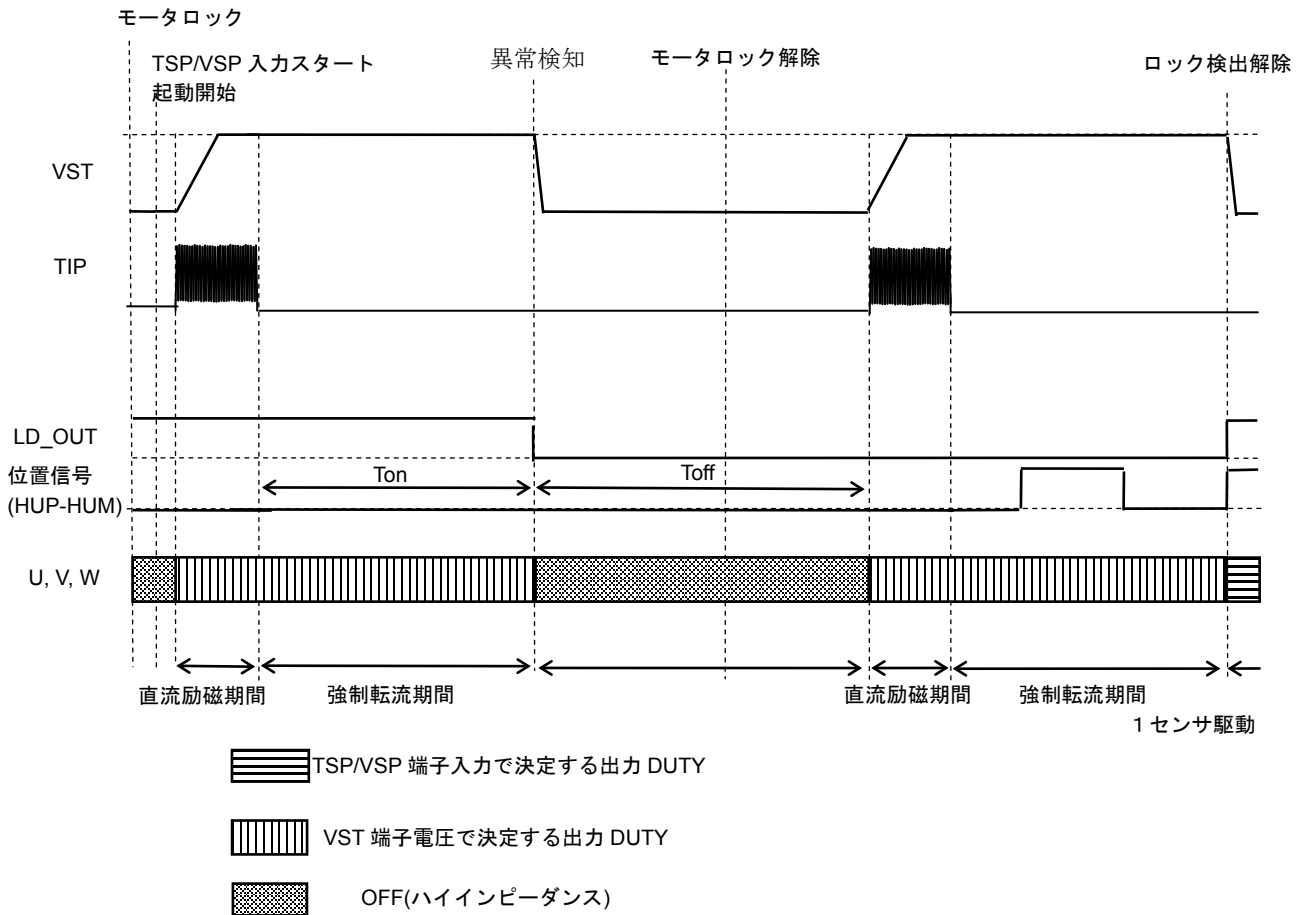 モータロック
TSP/VSP 入力スタート
起動開始
異常検知
モータロック解除
ロック検出解除
VST
TIP
LD_OUT
位置信号
(HUP-HUM)
Ton
Toff
U, V, W
直流励磁期間
強制転流期間
直流励磁期間
強制転流期間
1 センサ駆動
TSP/VSP 端子入力で決定する出力 DUTY
VST 端子電圧で決定する出力 DUTY
OFF(ハイインピーダンス)